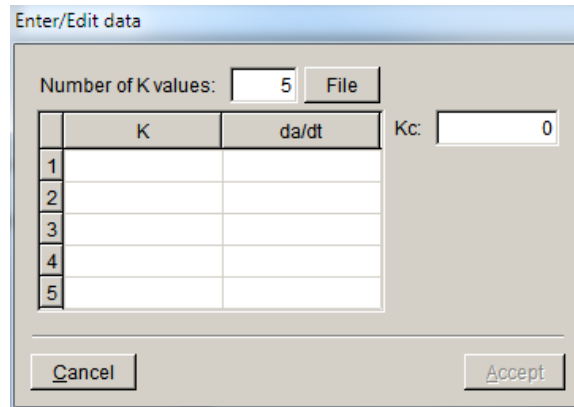 Enter/Edit data
Number of K values: 5 File
K da/dt Kc: 0
1
2
3
4
5
Cancel Accept